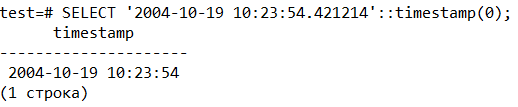 test=# SELECT '2004-10-19 10:23:54.421214'::timestamp(0);
timestamp
---------------------
2004-10-19 10:23:54
(1 строка)